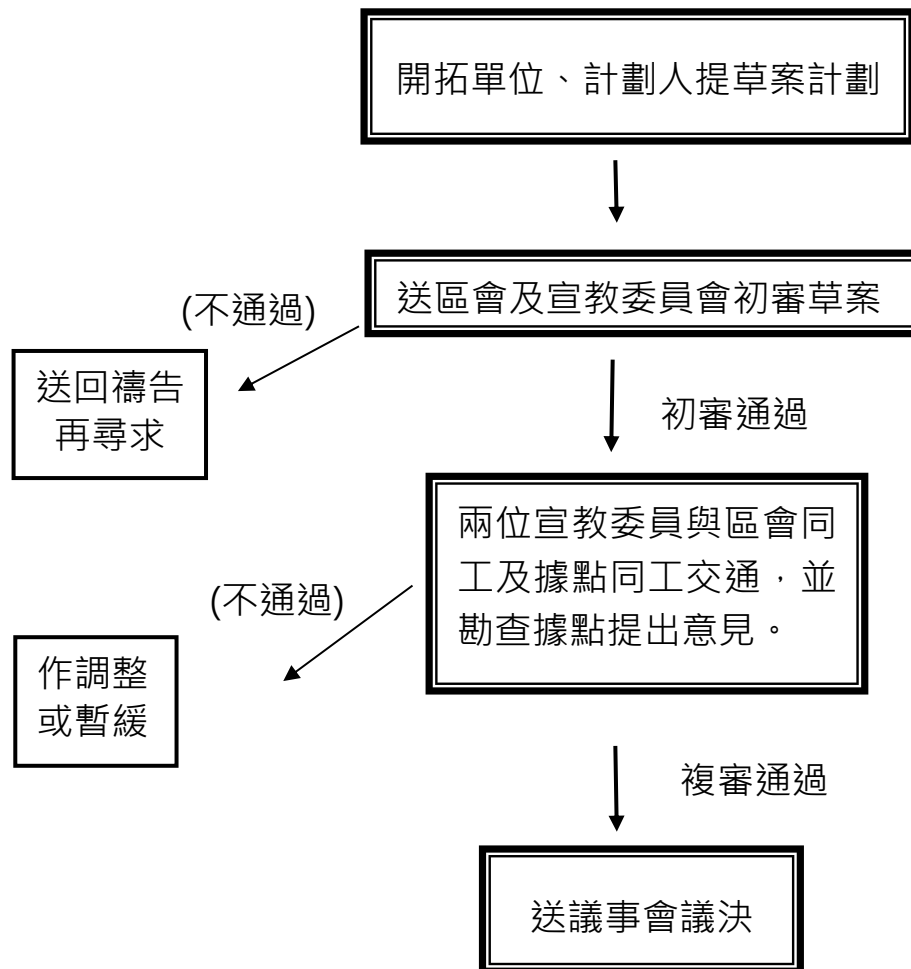 開拓單位、計劃人提草案計劃
送區會及宣教委員會初審草案
(不通過)
送回禱告
再尋求
初審通過
兩位宣教委員與區會同
工及據點同工交通，並
勘查據點提出意見。
(不通過)
作調整
或暫緩
複審通過
送議事會議決